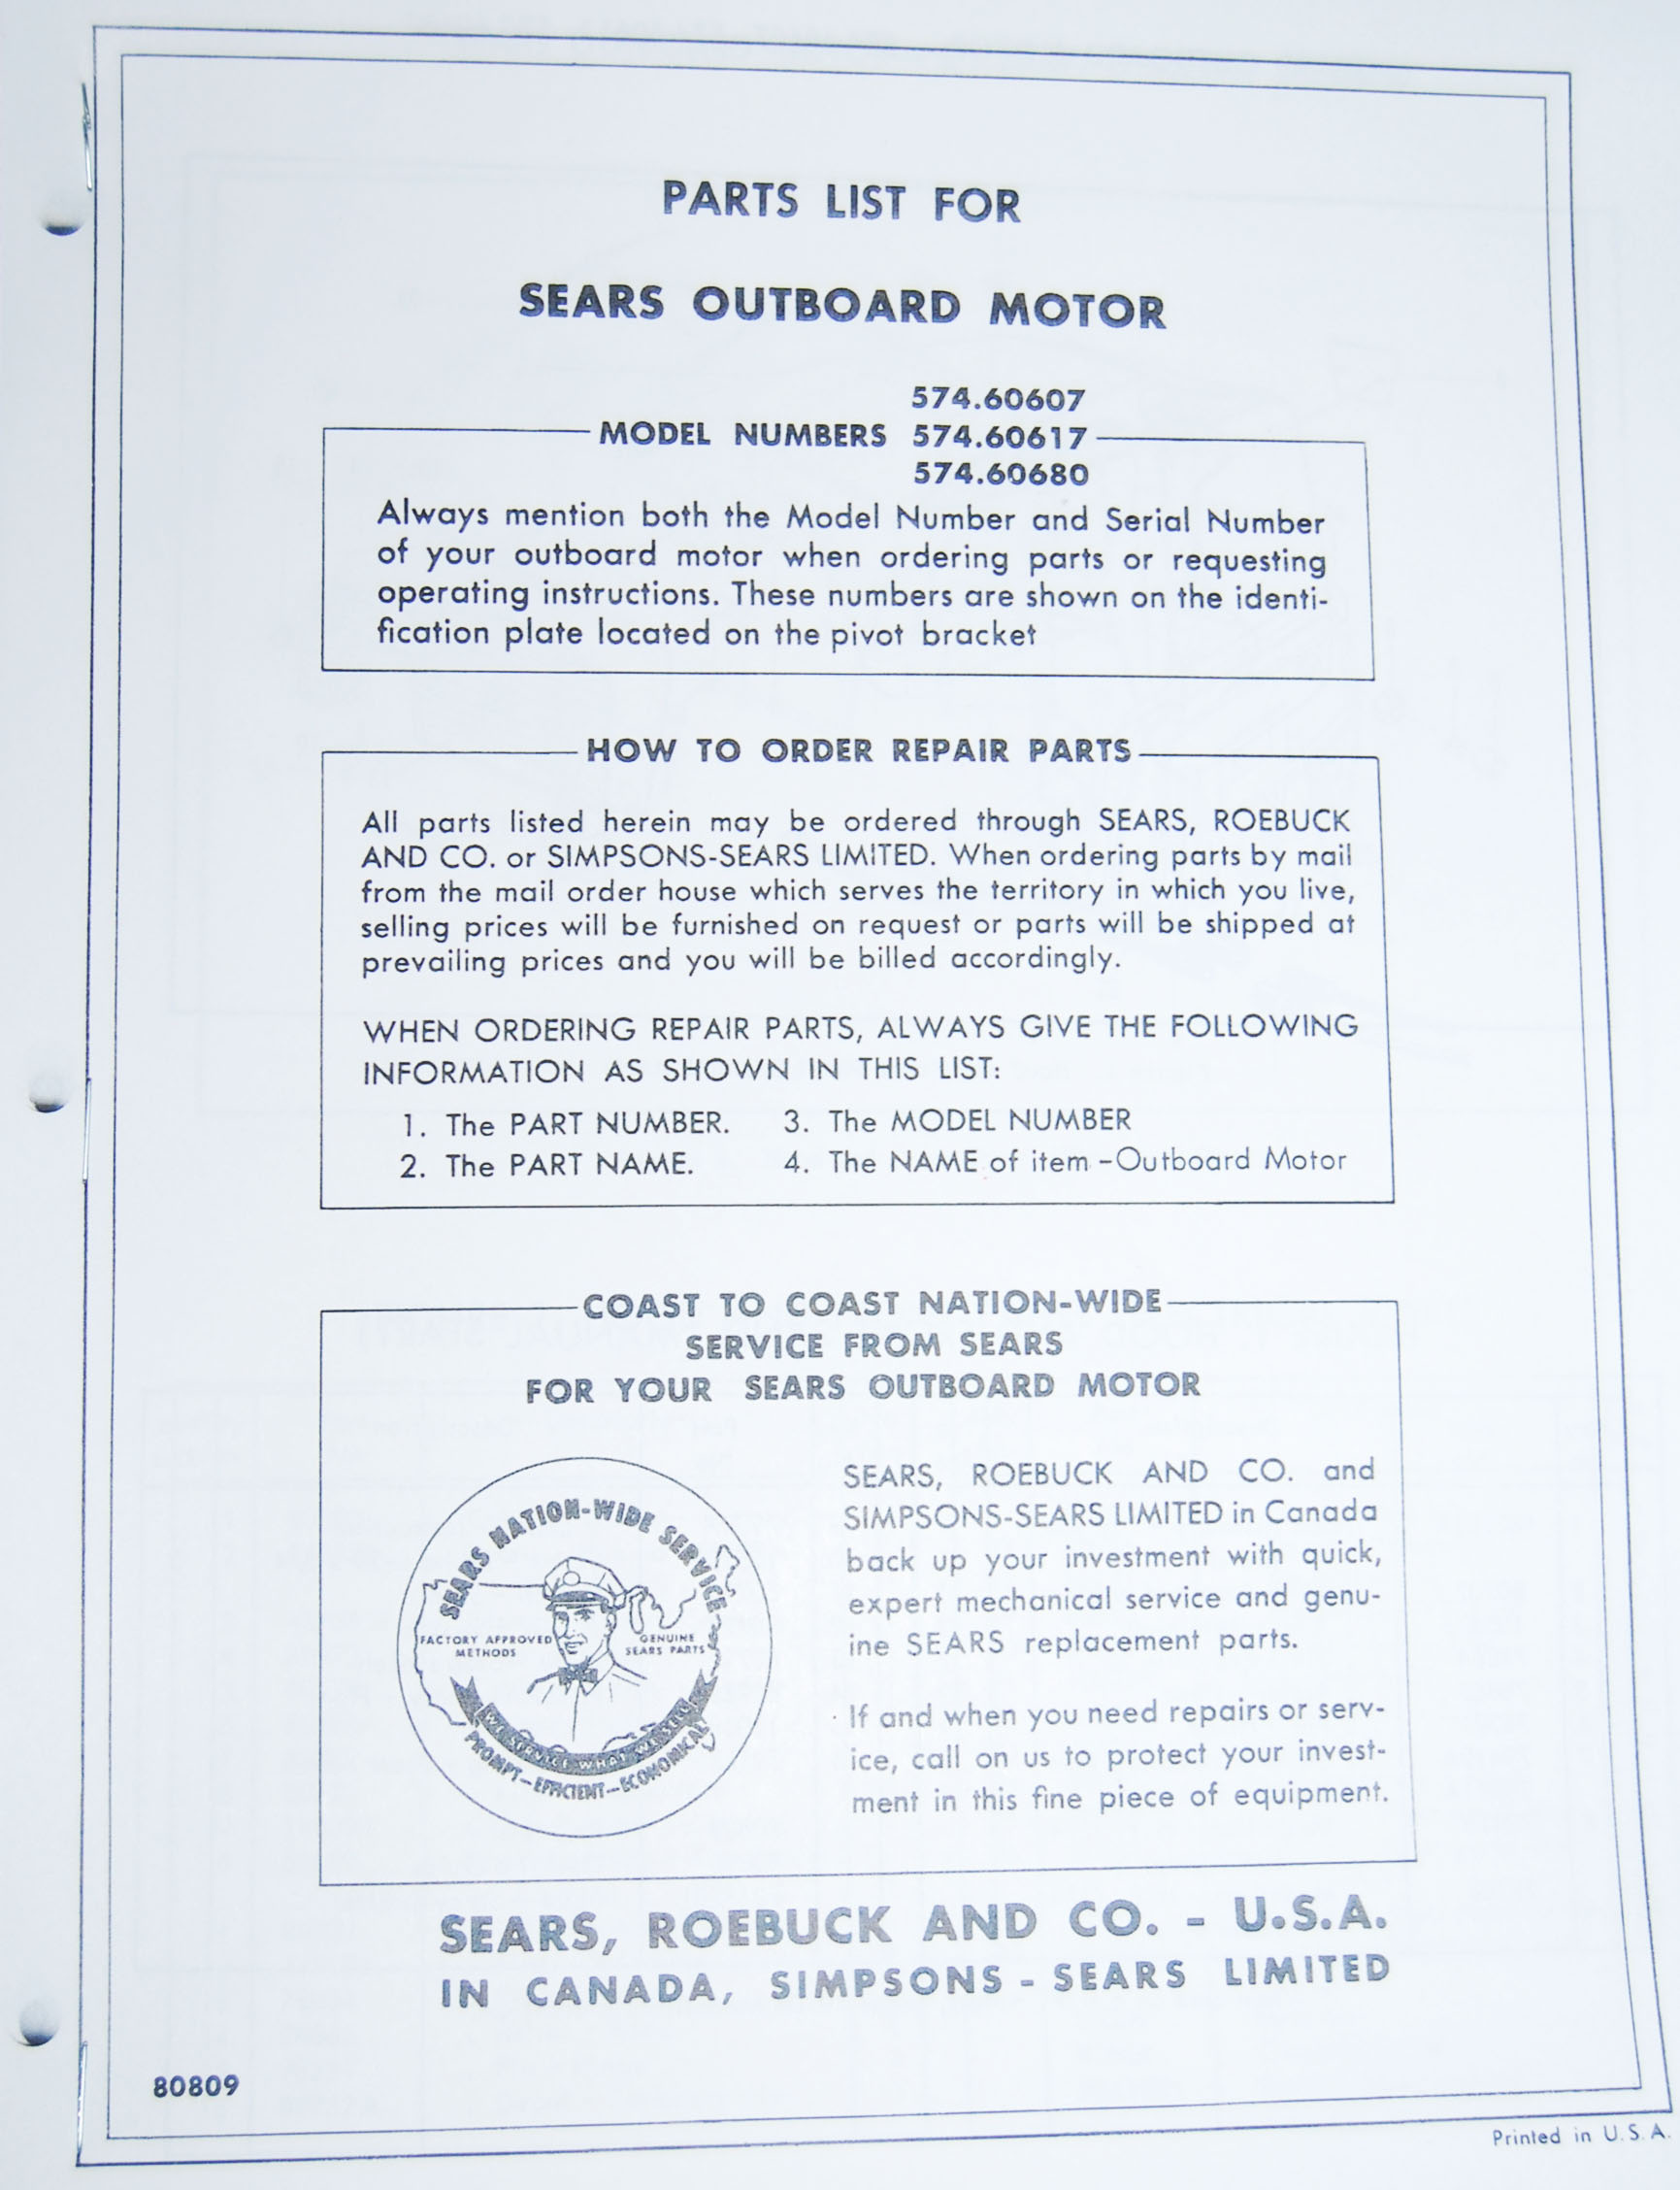 PARTS LIST FOR
SEARS OUTBOARD MOTOR
574.60607
MODEL NUMBERS 574.60617
574.60680
Always mention both the Model Number and Serial Number
of your outboard motor when ordering parts or requesting
operating instructions. These numbers are shown on the identi-
fication plate located on the pivot bracket
HOW TO ORDER REPAIR PARTS
All parts listed herein may be ordered through SEARS, ROEBUCK
AND CO. or SIMPSONS-SEARS LIMITED. When ordering parts by mail
from the mail order house which serves the territory in which you live,
selling prices will be furnished on request or parts will be shipped at
prevailing prices and you will be billed accordingly.
WHEN ORDERING REPAIR PARTS, ALWAYS GIVE THE FOLLOWING
INFORMATION AS SHOWN IN THIS LIST:
1. The PART NUMBER. 3. The MODEL NUMBER
2. The PART NAME. 4. The NAME of item -Outboard Motor
COAST TO COAST NATION-WIDE
SERVICE FROM SEARS
FOR YOUR SEARS OUTBOARD MOTOR
SEARS NATION-WIDE SERVICE
FACTORY APPROVED
METHODS
GENUINE
SEARS PARTS
WE SERVICE WHAT WE SELL
PROMPT-EFFICIENT-ECONOMICAL
SEARS, ROEBUCK AND CO. and
SIMPSONS-SEARS LIMITED in Canada
back up your investment with quick,
expert mechanical service and genu-
ine SEARS replacement parts.
If and when you need repairs or serv-
ice, call on us to protect your invest-
ment in this fine piece of equipment.
SEARS, ROEBUCK AND CO. - U.S.A.
IN CANADA, SIMPSONS - SEARS LIMITED
80809
Printed in U.S.A.